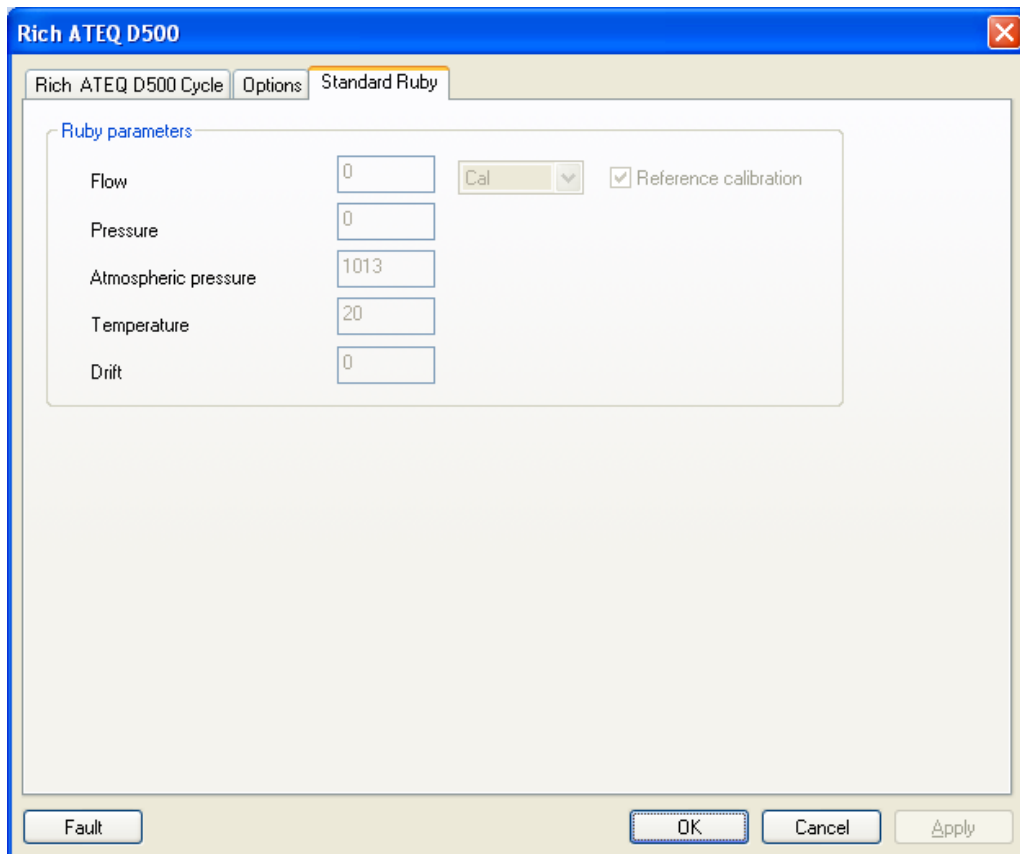 Rich ATEQ D500
Rich ATEQ D500 Cycle Options Standard Ruby
Ruby parameters
Flow 0 Cal Reference calibration
Pressure 0
Atmospheric pressure 1013
Temperature 20
Drift 0
Fault OK Cancel Apply